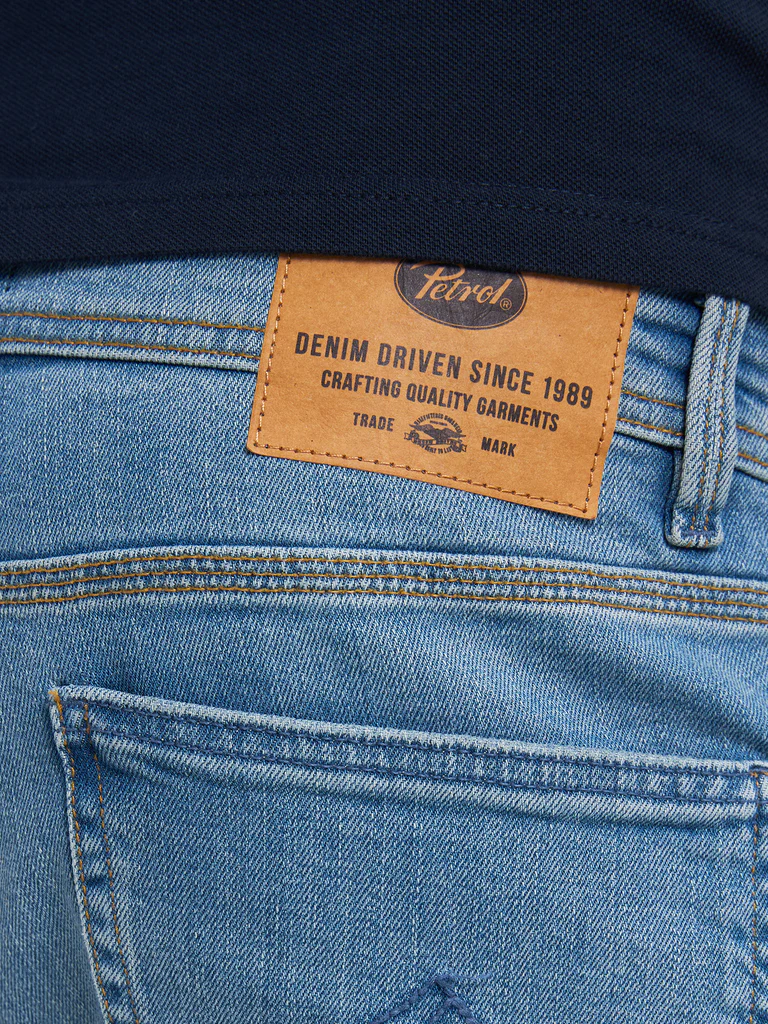 Petrol®
DENIM DRIVEN SINCE 1989
CRAFTING QUALITY GARMENTS
TRADE MARK